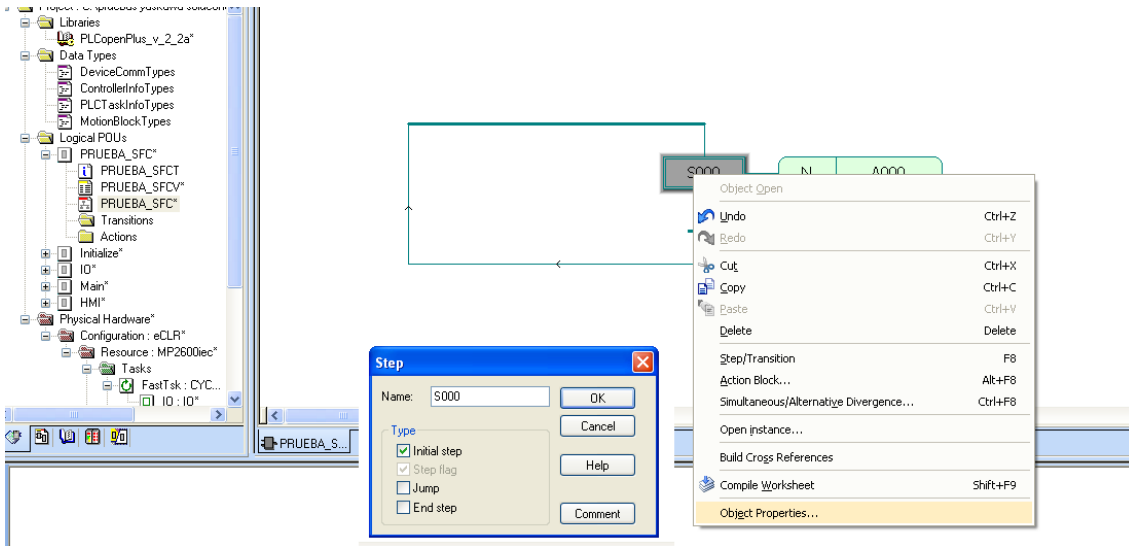 Project : C:\pruebas yaskawa solucion
Libraries
PLCopenPlus_v_2_2a*
Data Types
DeviceCommTypes
ControllerInfoTypes
PLCTaskInfoTypes
MotionBlockTypes
Logical POUs
PRUEBA_SFC*
PRUEBA_SFCT
PRUEBA_SFCV*
PRUEBA_SFC*
Transitions
Actions
Initialize*
IO*
Main*
HMI*
Physical Hardware*
Configuration : eCLR*
Resource : MP2600iec*
Tasks
FastTsk : CYC...
IO : IO*
PRUEBA_S...
S000 N A000
Object Open
Undo Ctrl+Z
Redo Ctrl+Y
Cut Ctrl+X
Copy Ctrl+C
Paste Ctrl+V
Delete Delete
Step/Transition F8
Action Block... Alt+F8
Simultaneous/Alternative Divergence... Ctrl+F8
Open instance...
Build Cross References
Compile Worksheet Shift+F9
Object Properties...
Step
Name: S000 OK
Cancel
Type
Initial step
Step flag
Help
Jump
End step
Comment